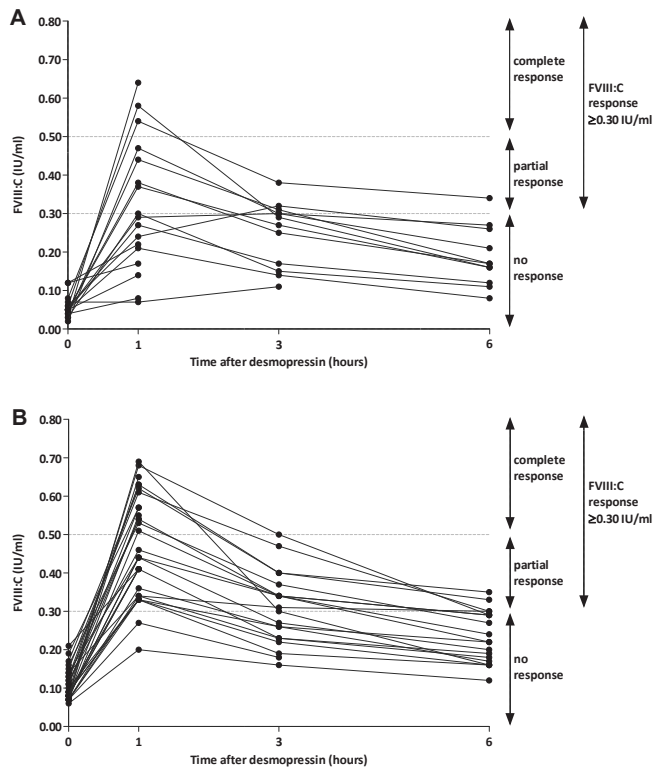 A
0.80
0.70
0.60
0.50
0.40
0.30
0.20
0.10
0.00
FVIII:C (IU/ml)
0
1
3
6
Time after desmopressin (hours)
complete
response
partial
response
no
response
FVIII:C
response
≥0.30 IU/ml
B
0.80
0.70
0.60
0.50
0.40
0.30
0.20
0.10
0.00
FVIII:C (IU/ml)
0
1
3
6
Time after desmopressin (hours)
complete
response
partial
response
no
response
FVIII:C
response
≥0.30 IU/ml